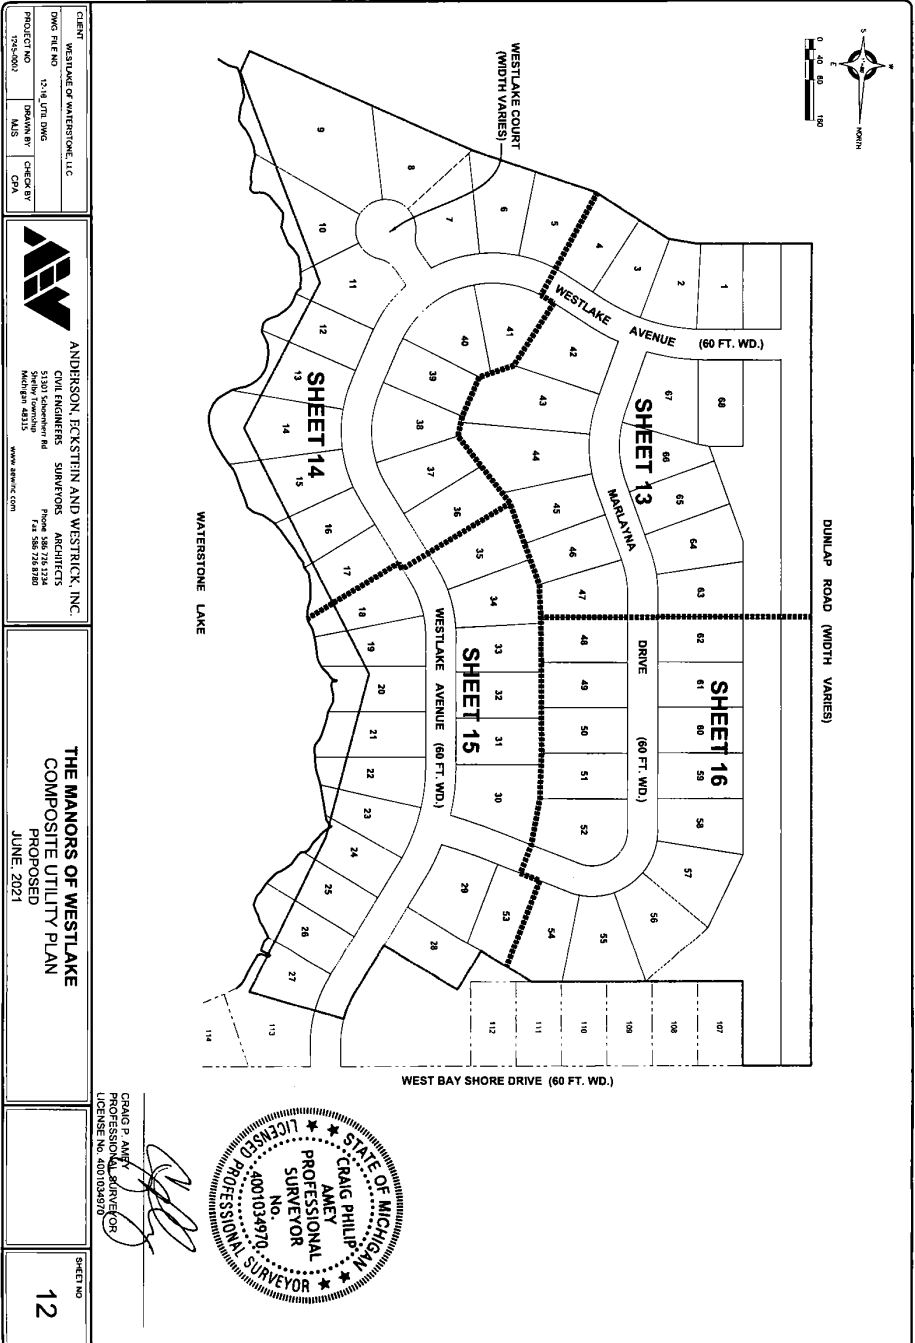 S
W
E
NORTH
0 40 80 160
WESTLAKE COURT
(WIDTH VARIES)
DUNLAP ROAD (WIDTH VARIES)
WESTLAKE AVENUE (60 FT. WD.)
MARLAYNA DRIVE (60 FT. WD.)
WESTLAKE AVENUE (60 FT. WD.)
WEST BAY SHORE DRIVE (60 FT. WD.)
WATERSTONE LAKE
SHEET 13
SHEET 14
SHEET 15
SHEET 16
1
2
3
4
5
6
7
8
9
10
11
12
13
14
15
16
17
18
19
20
21
22
23
24
25
26
27
28
29
30
31
32
33
34
35
36
37
38
39
40
41
42
43
44
45
46
47
48
49
50
51
52
53
54
55
56
57
58
59
60
61
62
63
64
65
66
67
68
107
108
109
110
111
112
113
114
STATE OF MICHIGAN
CRAIG PHILIP
AMEY
PROFESSIONAL
SURVEYOR
No.
4001034970
LICENSED PROFESSIONAL SURVEYOR
CRAIG P. AMEY
PROFESSIONAL SURVEYOR
LICENSE No. 4001034970
CLIENT
WESTLAKE OF WATERSTONE, LLC
DWG FILE NO
12-16_UTIL DWG
PROJECT NO
1245-0002
DRAWN BY
MJS
CHECK BY
CPA
AEW
ANDERSON, ECKSTEIN AND WESTRICK, INC.
CIVIL ENGINEERS SURVEYORS ARCHITECTS
51301 Schoenherr Rd
Shelby Township
Michigan 48315
Phone 586 726 1234
Fax 586 726 8780
www aewinc com
THE MANORS OF WESTLAKE
COMPOSITE UTILITY PLAN
PROPOSED
JUNE, 2021
SHEET NO
12